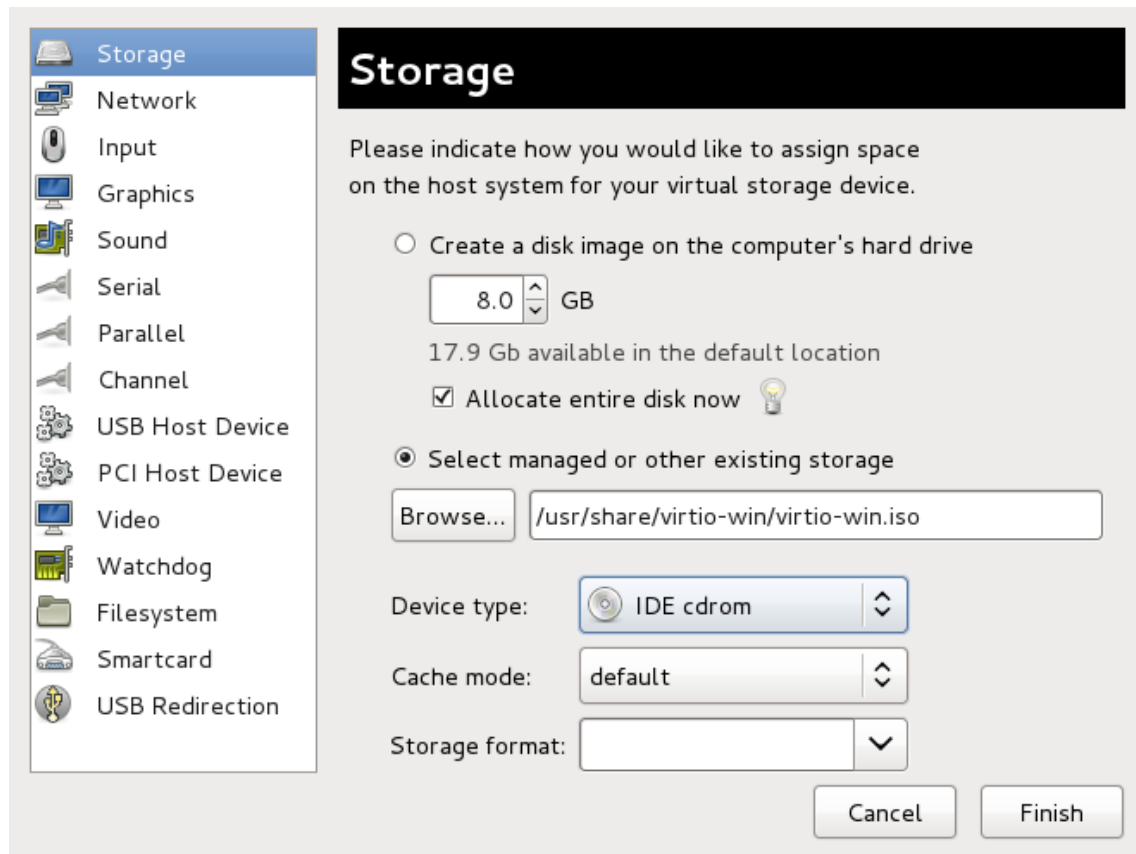 Storage
Network
Input
Graphics
Sound
Serial
Parallel
Channel
USB Host Device
PCI Host Device
Video
Watchdog
Filesystem
Smartcard
USB Redirection
Storage
Please indicate how you would like to assign space
on the host system for your virtual storage device.
Create a disk image on the computer's hard drive
8.0 GB
17.9 Gb available in the default location
Allocate entire disk now
Select managed or other existing storage
Browse... /usr/share/virtio-win/virtio-win.iso
Device type: IDE cdrom
Cache mode: default
Storage format:
Cancel Finish